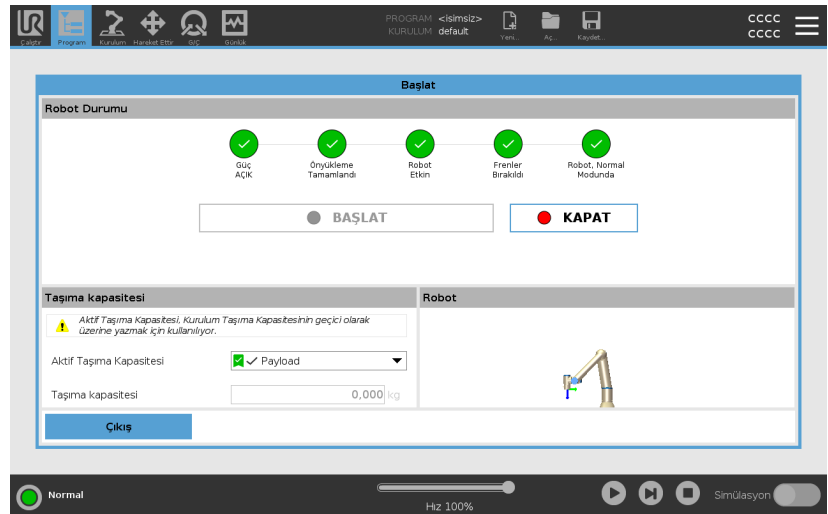 UR
PROGRAM <isimsiz>
KURULUM default
Çalıştır Program Kurulum Hareket Ettir G/Ç Günlük
Yeni... Aç... Kaydet...
cccc
cccc
Başlat
Robot Durumu
Güç
AÇIK
Önyükleme
Tamamlandı
Robot
Etkin
Frenler
Bırakıldı
Robot, Normal
Modunda
BAŞLAT
KAPAT
Taşıma kapasitesi
Robot
Aktif Taşıma Kapasitesi, Kurulum Taşıma Kapasitesinin geçici olarak
üzerine yazmak için kullanılıyor.
Aktif Taşıma Kapasitesi
Payload
Taşıma kapasitesi
0,000 kg
Çıkış
Normal
Hız 100%
Simülasyon